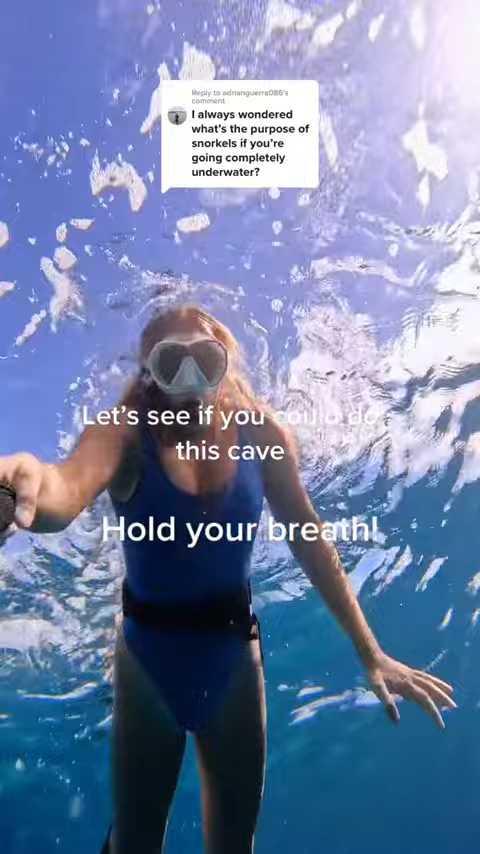 Reply to adrianguerra086's
comment
I always wondered
what's the purpose of
snorkels if you're
going completely
underwater?
Let's see if you could do
this cave
Hold your breath!